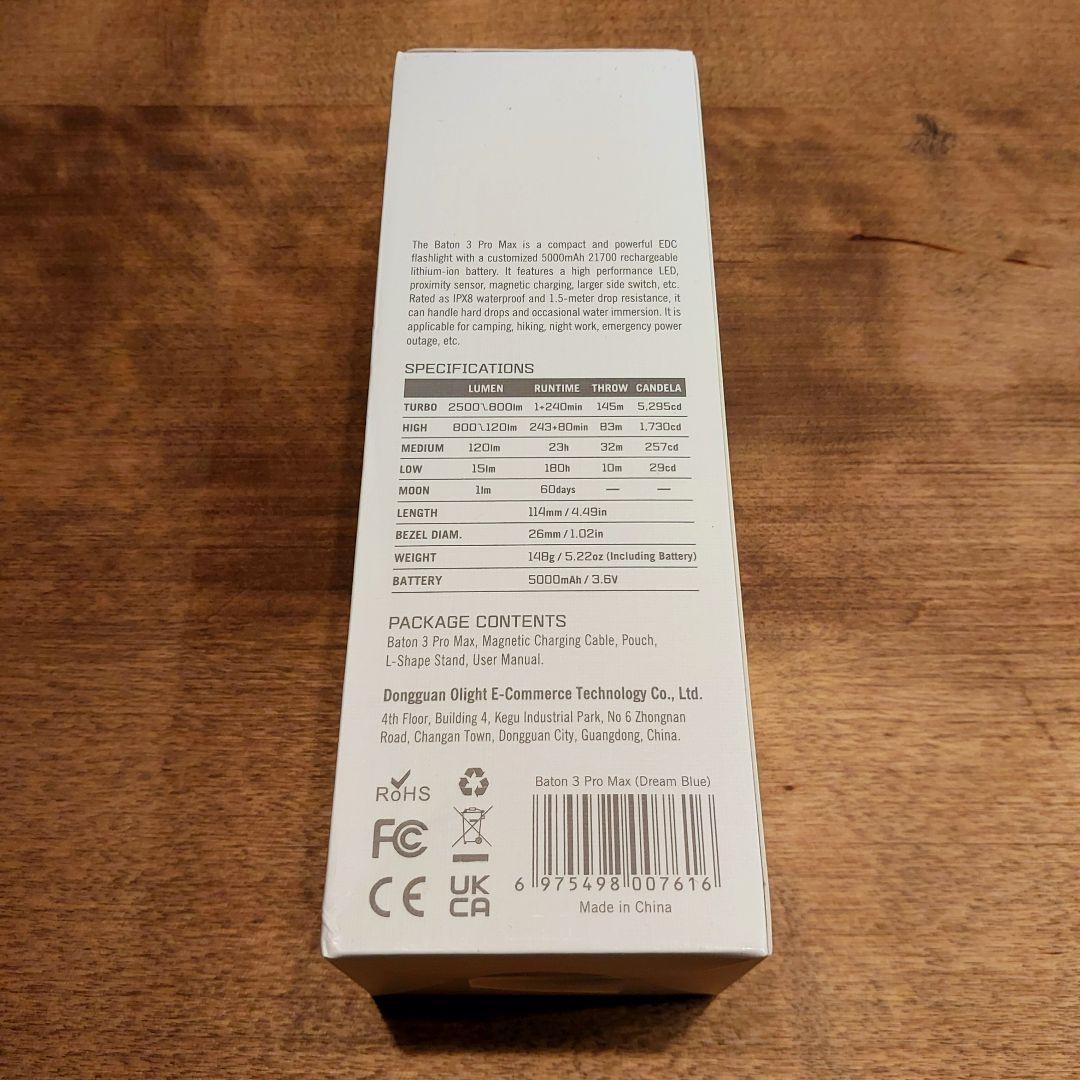 The Baton 3 Pro Max is a compact and powerful EDC
flashlight with a customized 5000mAh 21700 rechargeable
lithium-ion battery. It features a high performance LED,
proximity sensor, magnetic charging, larger side switch, etc.
Rated as IPX8 waterproof and 1.5-meter drop resistance, it
can handle hard drops and occasional water immersion. It is
applicable for camping, hiking, night work, emergency power
outage, etc.
SPECIFICATIONS
LUMEN RUNTIME THROW CANDELA
TURBO 2500\800lm 1+240min 145m 5,295cd
HIGH 800\120lm 243+80min 83m 1,730cd
MEDIUM 120lm 23h 32m 257cd
LOW 15lm 180h 10m 29cd
MOON 1lm 60days — —
LENGTH 114mm / 4.49in
BEZEL DIAM. 26mm / 1.02in
WEIGHT 148g / 5.22oz (Including Battery)
BATTERY 5000mAh / 3.6V
PACKAGE CONTENTS
Baton 3 Pro Max, Magnetic Charging Cable, Pouch,
L-Shape Stand, User Manual.
Dongguan Olight E-Commerce Technology Co., Ltd.
4th Floor, Building 4, Kegu Industrial Park, No 6 Zhongnan
Road, Changan Town, Dongguan City, Guangdong, China.
RoHS
FC
CE
UK
CA
Baton 3 Pro Max (Dream Blue)
6 975498 007616
Made in China